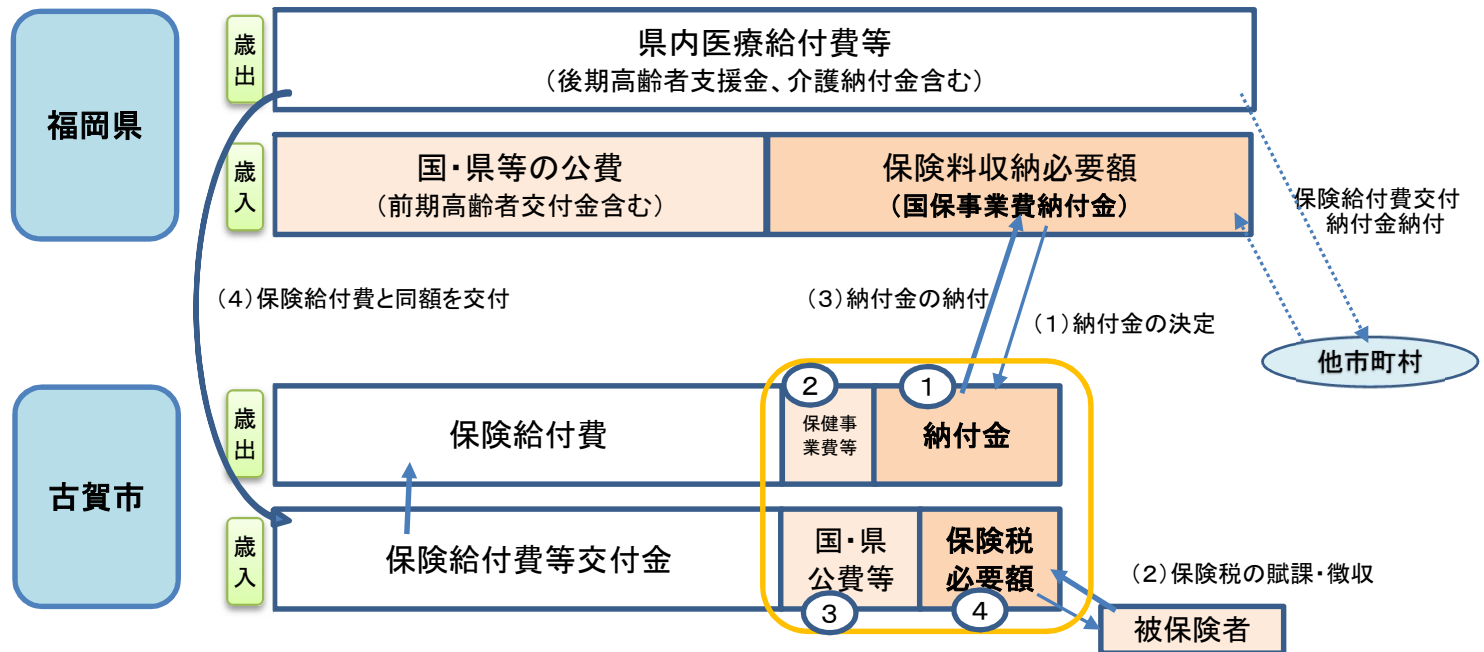 福岡県
歳出
県内医療給付費等
（後期高齢者支援金、介護納付金含む）
歳入
国・県等の公費
（前期高齢者交付金含む）
保険料収納必要額
（国保事業費納付金）
保険給付費交付
納付金納付
（4）保険給付費と同額を交付
（3）納付金の納付
（1）納付金の決定
他市町村
古賀市
歳出
保険給付費
2
保健事
業費等
1
納付金
歳入
保険給付費等交付金
国・県
公費等
3
保険税
必要額
4
（2）保険税の賦課・徴収
被保険者